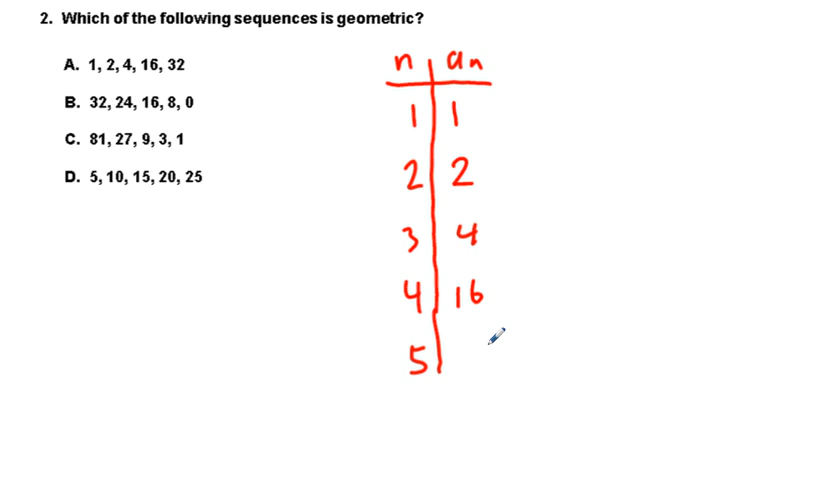 2. Which of the following sequences is geometric?
A. 1, 2, 4, 16, 32
B. 32, 24, 16, 8, 0
C. 81, 27, 9, 3, 1
D. 5, 10, 15, 20, 25
n an
1 1
2 2
3 4
4 16
5